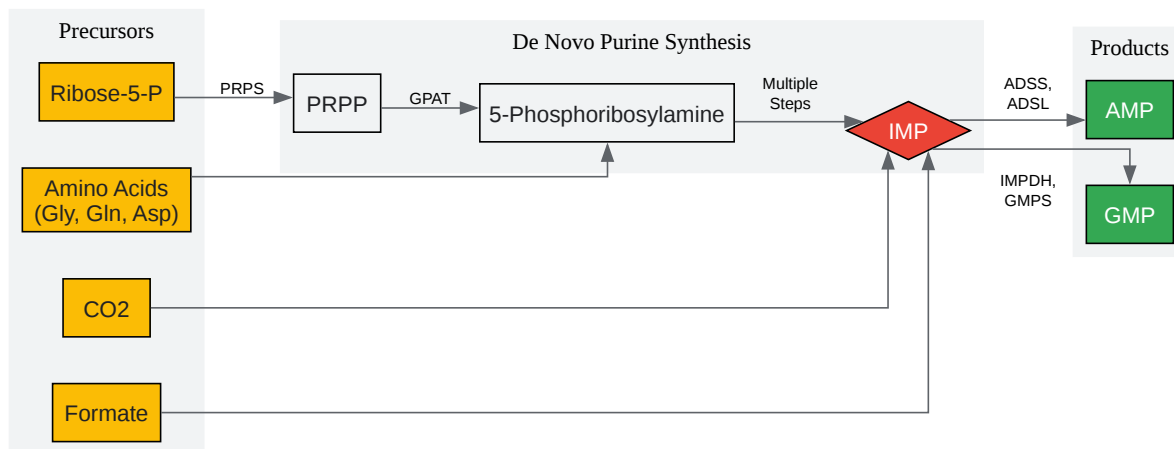 Precursors
De Novo Purine Synthesis
Products
Ribose-5-P
PRPS
PRPP
GPAT
5-Phosphoribosylamine
Multiple
Steps
IMP
ADSS,
ADSL
AMP
Amino Acids
(Gly, Gln, Asp)
IMPDH,
GMPS
GMP
CO2
Formate